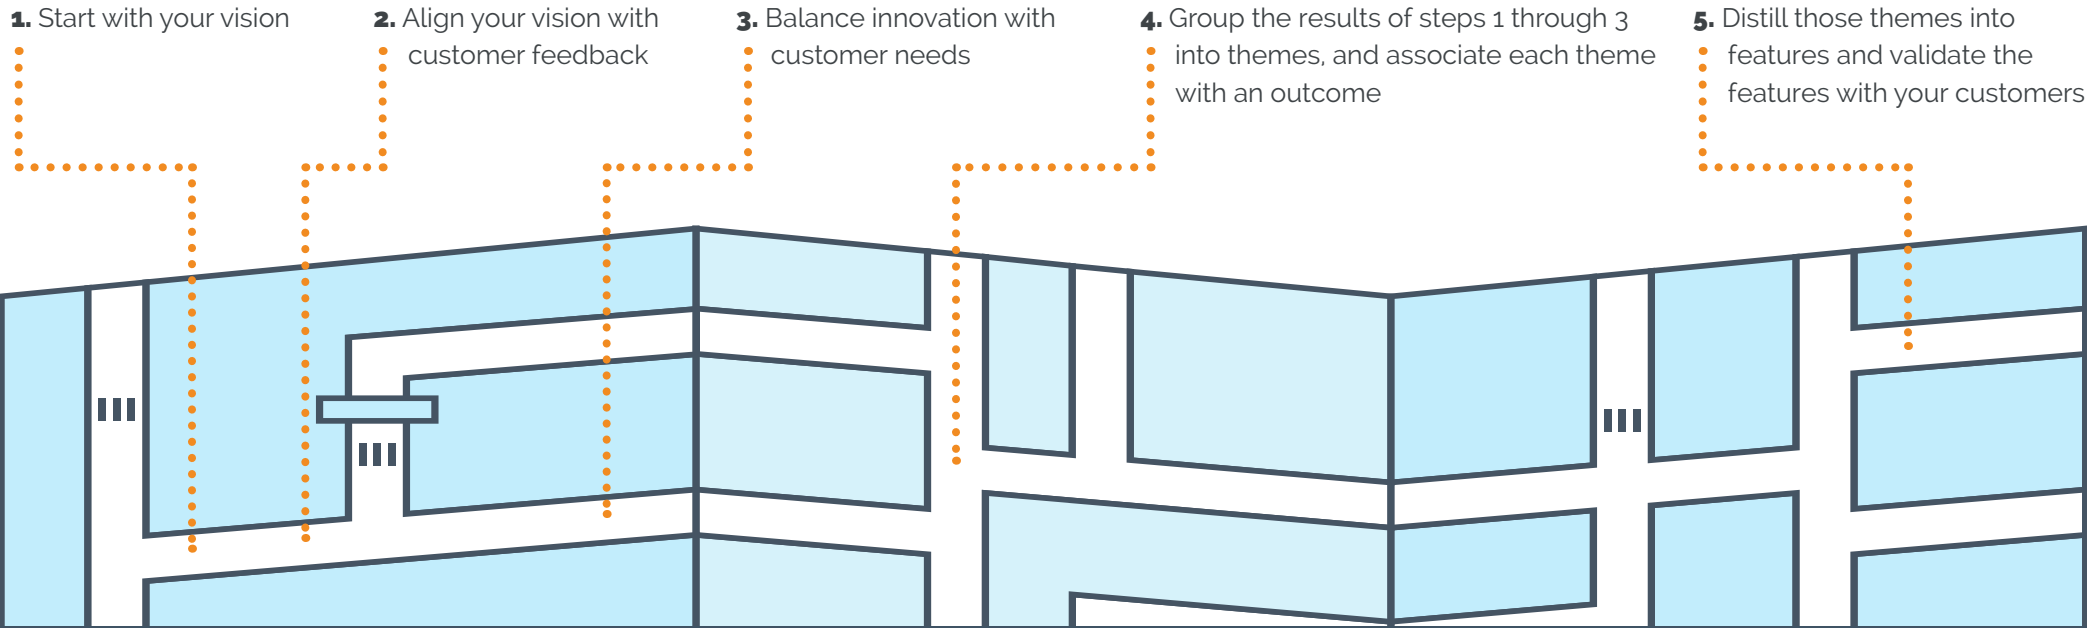 1. Start with your vision
2. Align your vision with
customer feedback
3. Balance innovation with
customer needs
4. Group the results of steps 1 through 3
into themes, and associate each theme
with an outcome
5. Distill those themes into
features and validate the
features with your customers